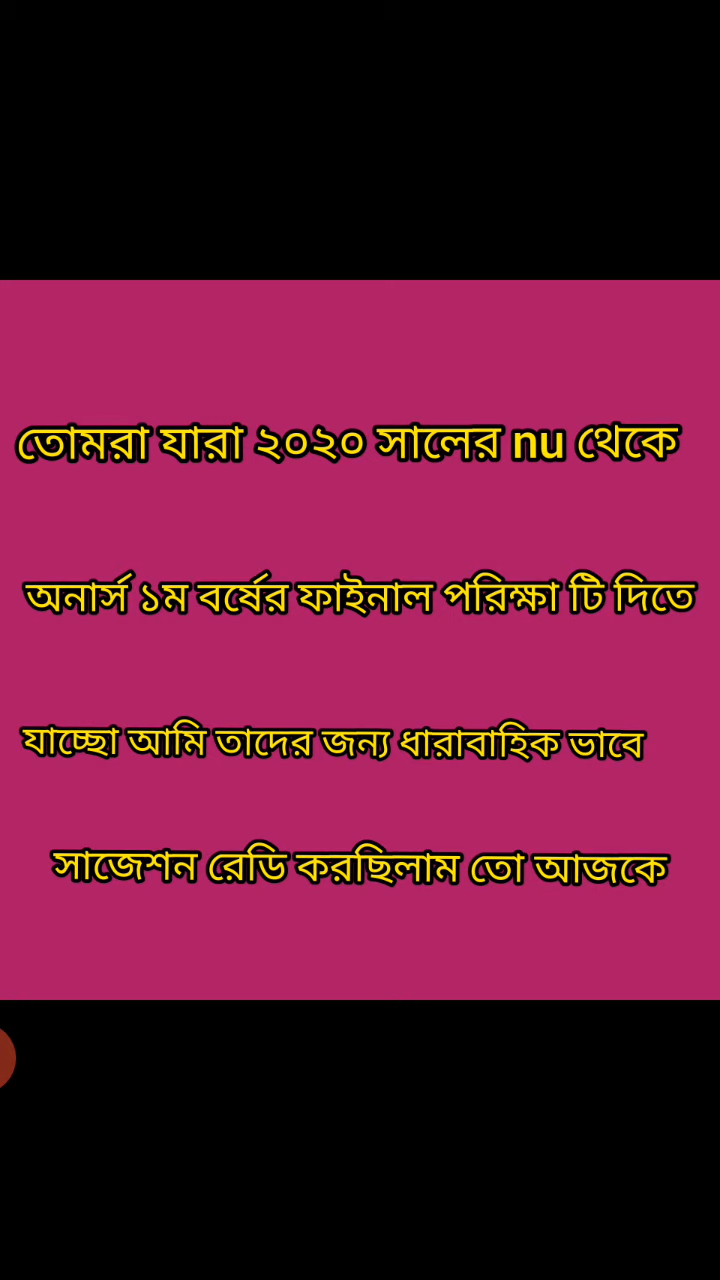 তোমরা যারা ২০২০ সালের nu থেকে
অনার্স ১ম বর্ষের ফাইনাল পরিক্ষা টি দিতে
যাচ্ছো আমি তাদের জন্য ধারাবাহিক ভাবে
সাজেশন রেডি করছিলাম তো আজকে